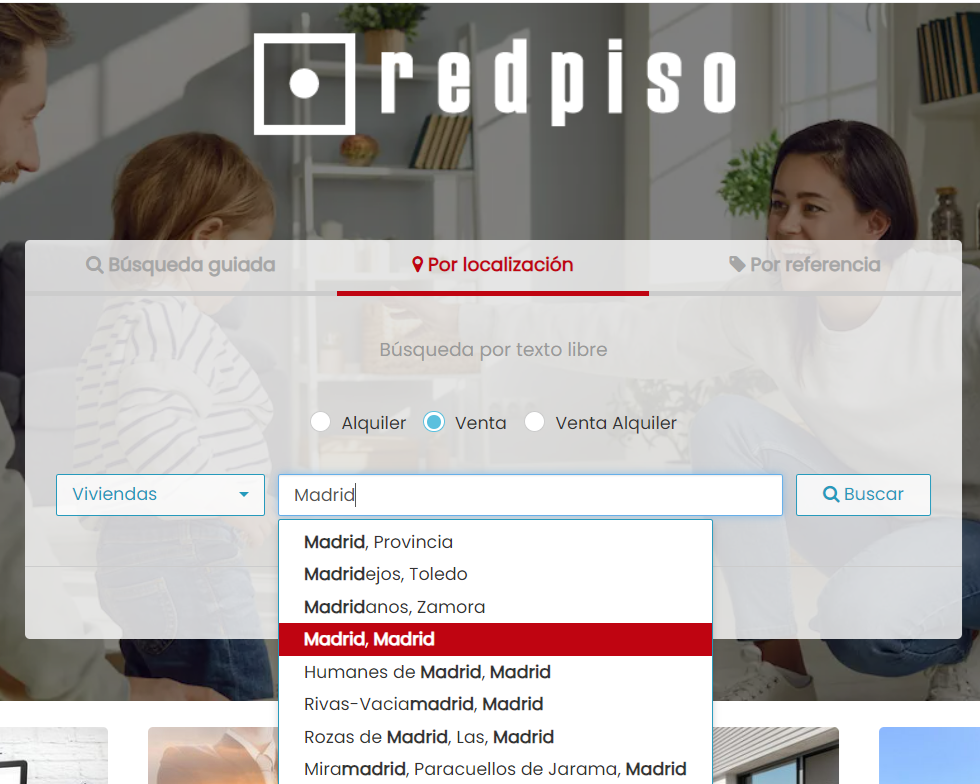 redpiso
Búsqueda guiada
Por localización
Por referencia
Búsqueda por texto libre
Alquiler
Venta
Venta Alquiler
Viviendas
Madrid
Buscar
Madrid, Provincia
Madridejos, Toledo
Madridanos, Zamora
Madrid, Madrid
Humanes de Madrid, Madrid
Rivas-Vaciamadrid, Madrid
Rozas de Madrid, Las, Madrid
Miramadrid, Paracuellos de Jarama, Madrid